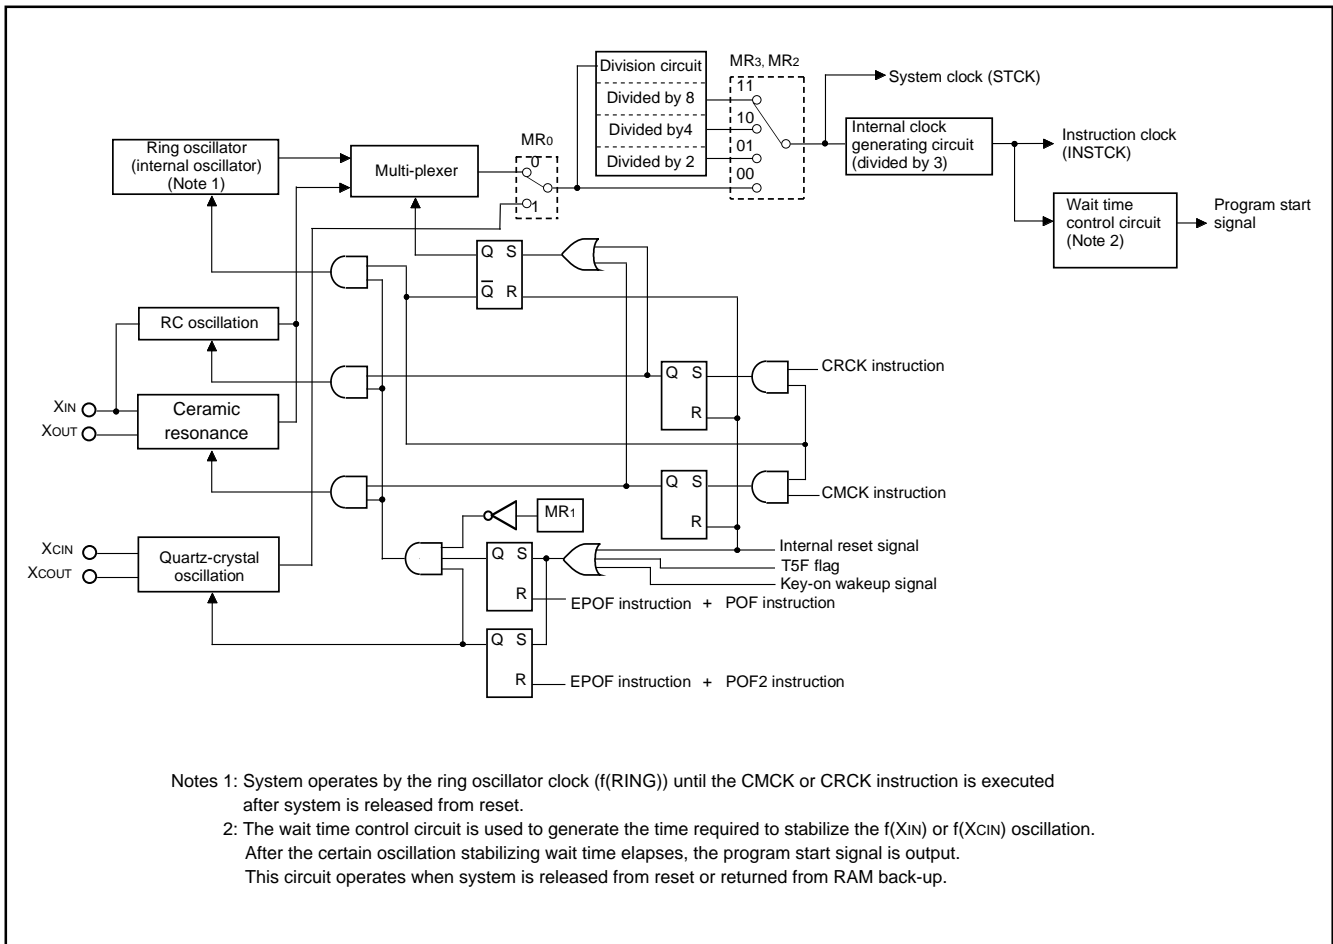 Division circuit
Divided by 8
Divided by4
Divided by 2
MR3, MR2
11
10
01
00
System clock (STCK)
Internal clock
generating circuit
(divided by 3)
Instruction clock
(INSTCK)
Wait time
control circuit
(Note 2)
Program start
signal
Ring oscillator
(internal oscillator)
(Note 1)
Multi-plexer
MR0
0
1
Q S
Q R
RC oscillation
XIN
XOUT
Ceramic
resonance
Q S
R
CRCK instruction
Q S
R
CMCK instruction
MR1
XCIN
XCOUT
Quartz-crystal
oscillation
Q S
R
Internal reset signal
T5F flag
Key-on wakeup signal
EPOF instruction + POF instruction
Q S
R
EPOF instruction + POF2 instruction
Notes 1: System operates by the ring oscillator clock (f(RING)) until the CMCK or CRCK instruction is executed
after system is released from reset.
2: The wait time control circuit is used to generate the time required to stabilize the f(XIN) or f(XCIN) oscillation.
After the certain oscillation stabilizing wait time elapses, the program start signal is output.
This circuit operates when system is released from reset or returned from RAM back-up.